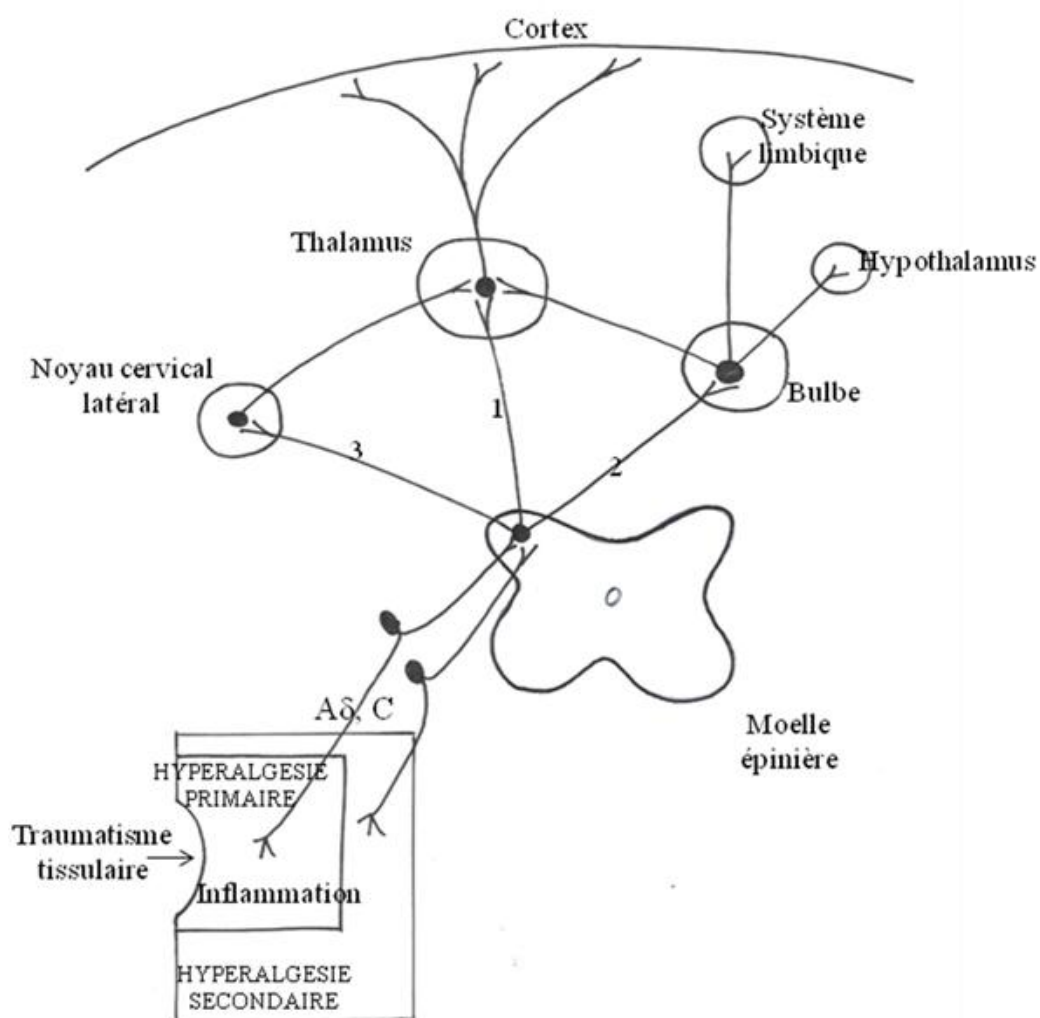 Cortex
Système
limbique
Thalamus
Hypothalamus
Noyau cervical
latéral
Bulbe
1
3
2
Aδ, C
Moelle
épinière
HYPERALGESIE
PRIMAIRE
Traumatisme
tissulaire
Inflammation
HYPERALGESIE
SECONDAIRE